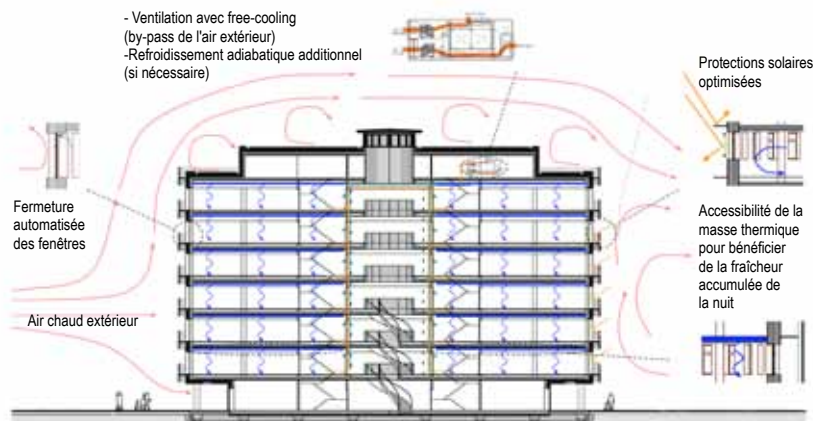 - Ventilation avec free-cooling
(by-pass de l'air extérieur)
-Refroidissement adiabatique additionnel
(si nécessaire)
Protections solaires
optimisées
Fermeture
automatisée
des fenêtres
Accessibilité de la
masse thermique
pour bénéficier
de la fraîcheur
accumulée de
la nuit
Air chaud extérieur